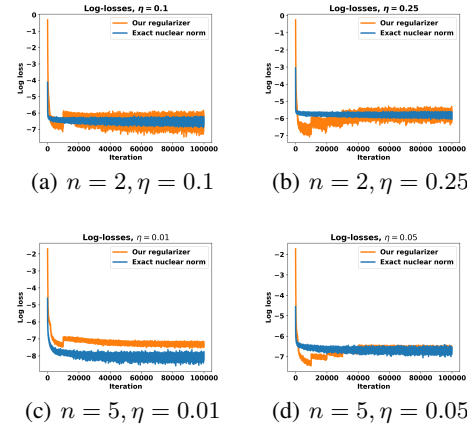 Log-losses, η = 0.1
Our regularizer
Exact nuclear norm
Log loss
0
−1
−2
−3
−4
−5
−6
−7
0 20000 40000 60000 80000 100000
Iteration
(a) n = 2, η = 0.1
Log-losses, η = 0.25
Our regularizer
Exact nuclear norm
Log loss
0
−1
−2
−3
−4
−5
−6
−7
0 20000 40000 60000 80000 100000
Iteration
(b) n = 2, η = 0.25
Log-losses, η = 0.01
Our regularizer
Exact nuclear norm
Log loss
−2
−3
−4
−5
−6
−7
−8
0 20000 40000 60000 80000 100000
Iteration
(c) n = 5, η = 0.01
Log-losses, η = 0.05
Our regularizer
Exact nuclear norm
Log loss
−2
−3
−4
−5
−6
−7
0 20000 40000 60000 80000 100000
Iteration
(d) n = 5, η = 0.05